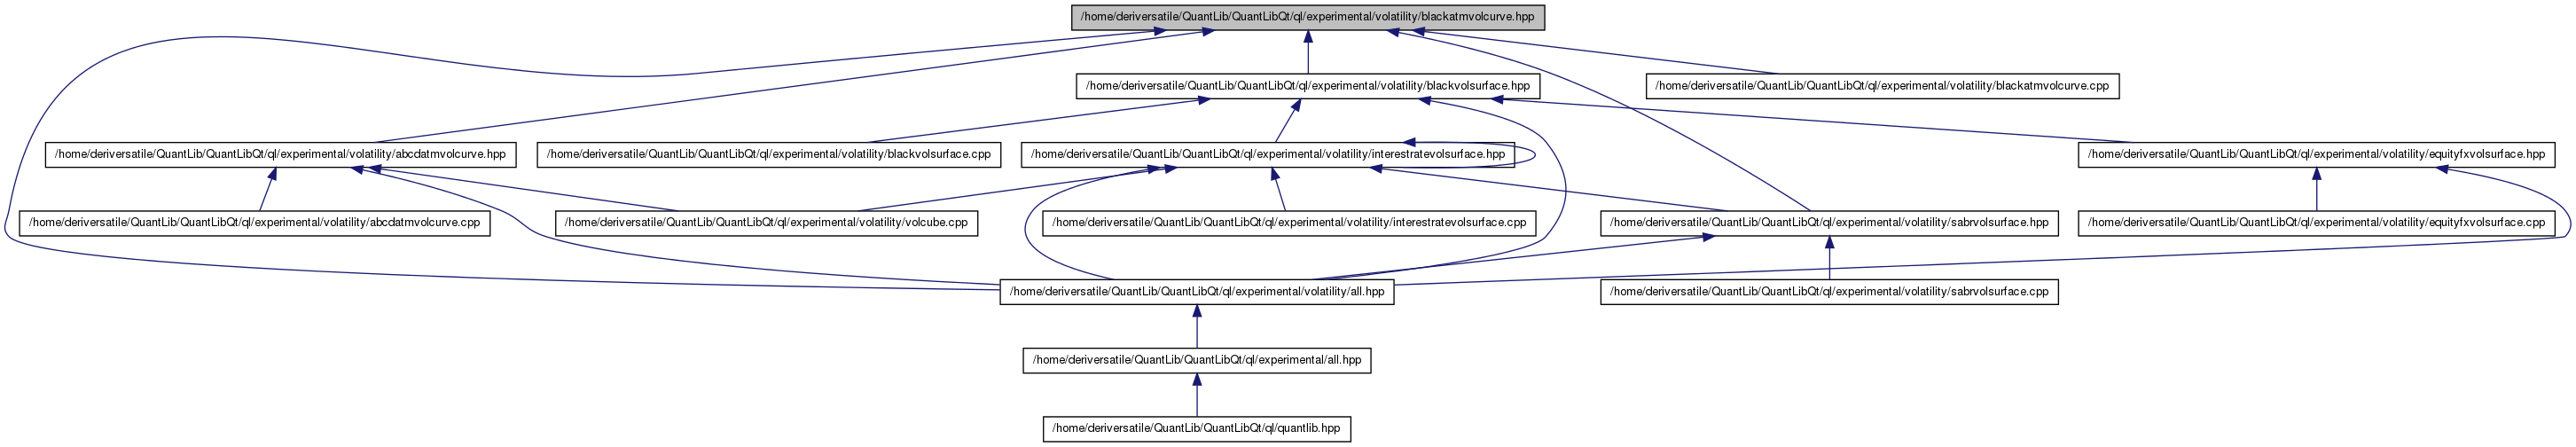 /home/deriversatile/QuantLib/QuantLibQt/ql/experimental/volatility/blackatmvolcurve.hpp
/home/deriversatile/QuantLib/QuantLibQt/ql/experimental/volatility/blackvolsurface.hpp
/home/deriversatile/QuantLib/QuantLibQt/ql/experimental/volatility/blackatmvolcurve.cpp
/home/deriversatile/QuantLib/QuantLibQt/ql/experimental/volatility/abcdatmvolcurve.hpp
/home/deriversatile/QuantLib/QuantLibQt/ql/experimental/volatility/blackvolsurface.cpp
/home/deriversatile/QuantLib/QuantLibQt/ql/experimental/volatility/interestratevolsurface.hpp
/home/deriversatile/QuantLib/QuantLibQt/ql/experimental/volatility/equityfxvolsurface.hpp
/home/deriversatile/QuantLib/QuantLibQt/ql/experimental/volatility/abcdatmvolcurve.cpp
/home/deriversatile/QuantLib/QuantLibQt/ql/experimental/volatility/volcube.cpp
/home/deriversatile/QuantLib/QuantLibQt/ql/experimental/volatility/interestratevolsurface.cpp
/home/deriversatile/QuantLib/QuantLibQt/ql/experimental/volatility/sabrvolsurface.hpp
/home/deriversatile/QuantLib/QuantLibQt/ql/experimental/volatility/equityfxvolsurface.cpp
/home/deriversatile/QuantLib/QuantLibQt/ql/experimental/volatility/all.hpp
/home/deriversatile/QuantLib/QuantLibQt/ql/experimental/volatility/sabrvolsurface.cpp
/home/deriversatile/QuantLib/QuantLibQt/ql/experimental/all.hpp
/home/deriversatile/QuantLib/QuantLibQt/ql/quantlib.hpp